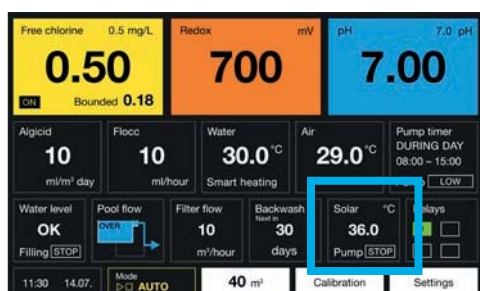 Free chlorine 0.5 mg/L
0.50
ON Bounded 0.18
Redox mV
700
pH 7.0 pH
7.00
Algicid
10
ml/m³ day
Flocc
10
ml/hour
Water
30.0 °C
Smart heating
Air
29.0 °C
Pump timer
DURING DAY
08:00 – 15:00
LOW
Water level
OK
Filling STOP
Pool flow
OVER
Filter flow
10
m³/hour
Backwash
Next in
30
days
Solar °C
36.0
Pump STOP
11:30 14.07.
Mode
AUTO
40 m³
Calibration
Settings